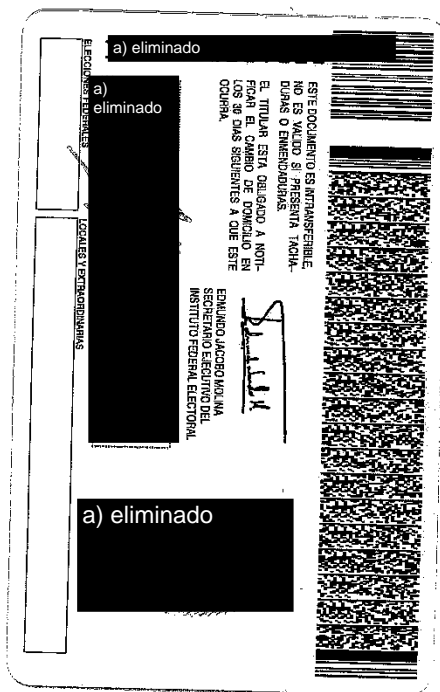 a) eliminado
a)
eliminado
ESTE DOCUMENTO ES INTRANSFERIBLE,
NO ES VALIDO SI PRESENTA TACHA-
DURAS O ENMENDADURAS.
EL TITULAR ESTA OBLIGADO A NOTI-
FICAR EL CAMBIO DE DOMICILIO EN
LOS 30 DIAS SIGUIENTES A QUE ESTE
OCURRA.
EDMUNDO JACOBO MOLINA
SECRETARIO EJECUTIVO DEL
INSTITUTO FEDERAL ELECTORAL
ELECCIONES FEDERALES
LOCALES Y EXTRAORDINARIAS
a) eliminado